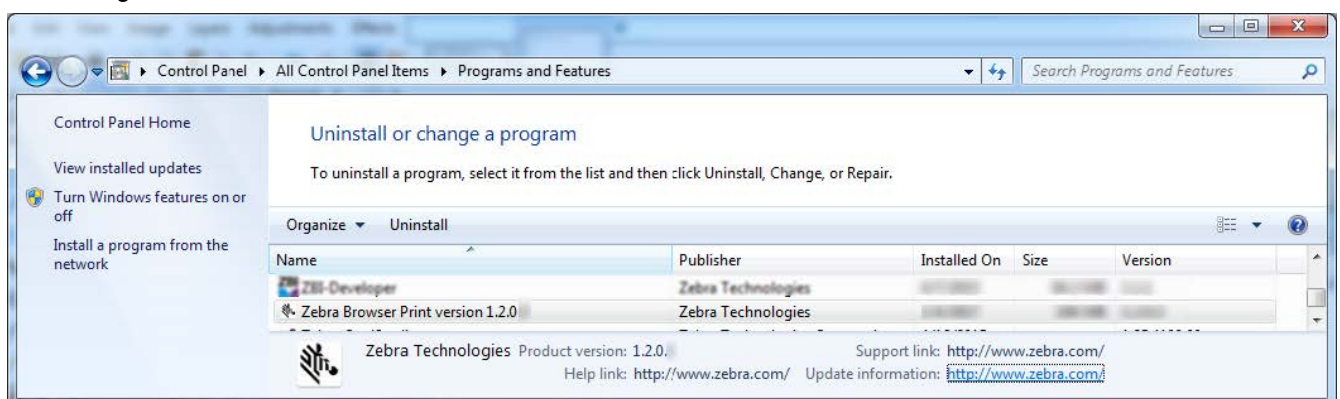 Control Panel ▸ All Control Panel Items ▸ Programs and Features
Search Programs and Features
Control Panel Home
View installed updates
Turn Windows features on or
off
Install a program from the
network
Uninstall or change a program
To uninstall a program, select it from the list and then click Uninstall, Change, or Repair.
Organize Uninstall
Name Publisher Installed On Size Version
ZBI-Developer Zebra Technologies
Zebra Browser Print version 1.2.0 Zebra Technologies
Zebra Technologies Product version: 1.2.0. Support link: http://www.zebra.com/
Help link: http://www.zebra.com/ Update information: http://www.zebra.com/